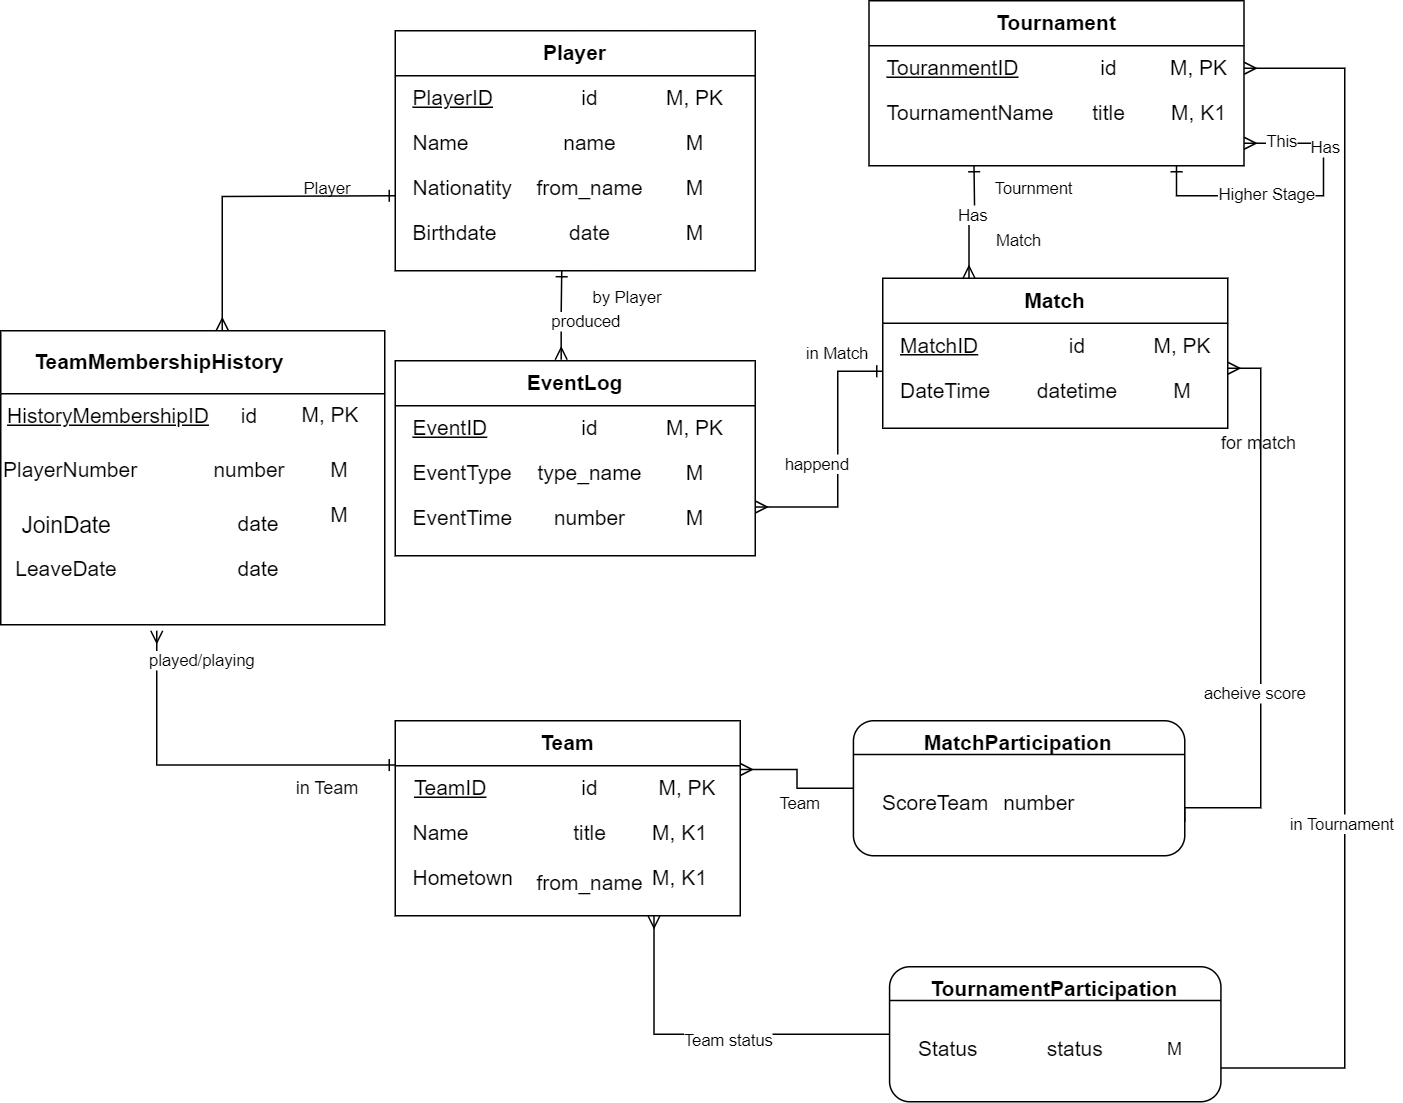 Player
PlayerID id M, PK
Name name M
Nationatity from_name M
Birthdate date M
Tournament
TouranmentID id M, PK
TournamentName title M, K1
This
Has
Higher Stage
Tournment
Has
Match
Player
by Player
produced
TeamMembershipHistory
HistoryMembershipID id M, PK
PlayerNumber number M
JoinDate date M
LeaveDate date
EventLog
EventID id M, PK
EventType type_name M
EventTime number M
in Match
happend
Match
MatchID id M, PK
DateTime datetime M
for match
acheive score
played/playing
in Team
Team
TeamID id M, PK
Name title M, K1
Hometown from_name M, K1
Team
MatchParticipation
ScoreTeam number
in Tournament
Team status
TournamentParticipation
Status status M